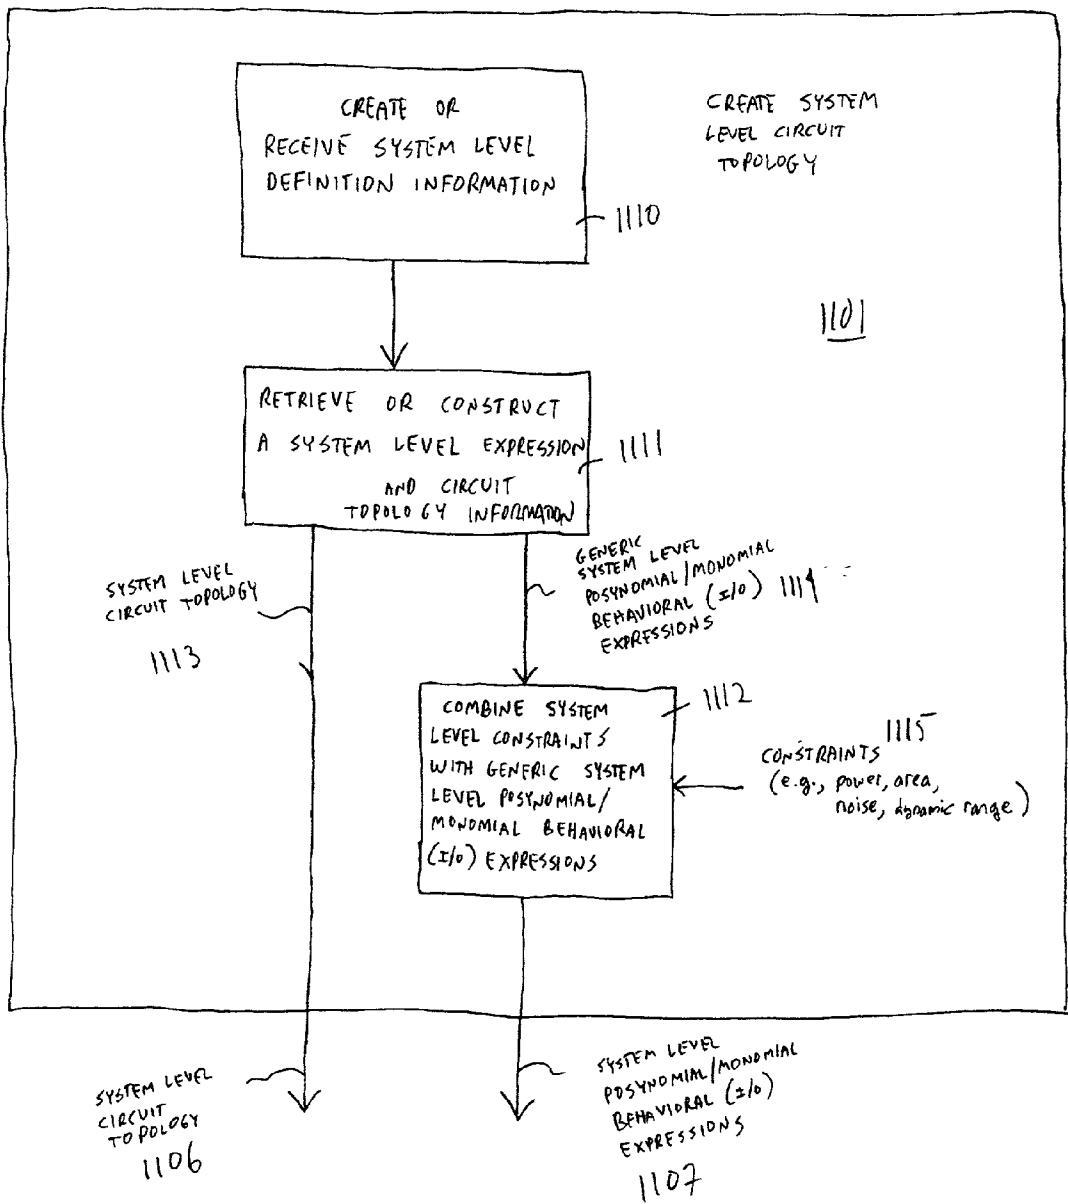 CREATE OR
RECEIVE SYSTEM LEVEL
DEFINITION INFORMATION
1110
CREATE SYSTEM
LEVEL CIRCUIT
TOPOLOGY
1101
RETRIEVE OR CONSTRUCT
A SYSTEM LEVEL EXPRESSION
AND CIRCUIT
TOPOLOGY INFORMATION
1111
SYSTEM LEVEL
CIRCUIT TOPOLOGY
1113
GENERIC
SYSTEM LEVEL
POSYNOMIAL/MONOMIAL
BEHAVIORAL (I/O) 1114
EXPRESSIONS
COMBINE SYSTEM
LEVEL CONSTRAINTS
WITH GENERIC SYSTEM
LEVEL POSYNOMIAL/
MONOMIAL BEHAVIORAL
(I/O) EXPRESSIONS
1112
1115
CONSTRAINTS
(e.g., power, area,
noise, dynamic range)
SYSTEM LEVEL
CIRCUIT
TOPOLOGY
1106
SYSTEM LEVEL
POSYNOMIAL/MONOMIAL
BEHAVIORAL (I/O)
EXPRESSIONS
1107